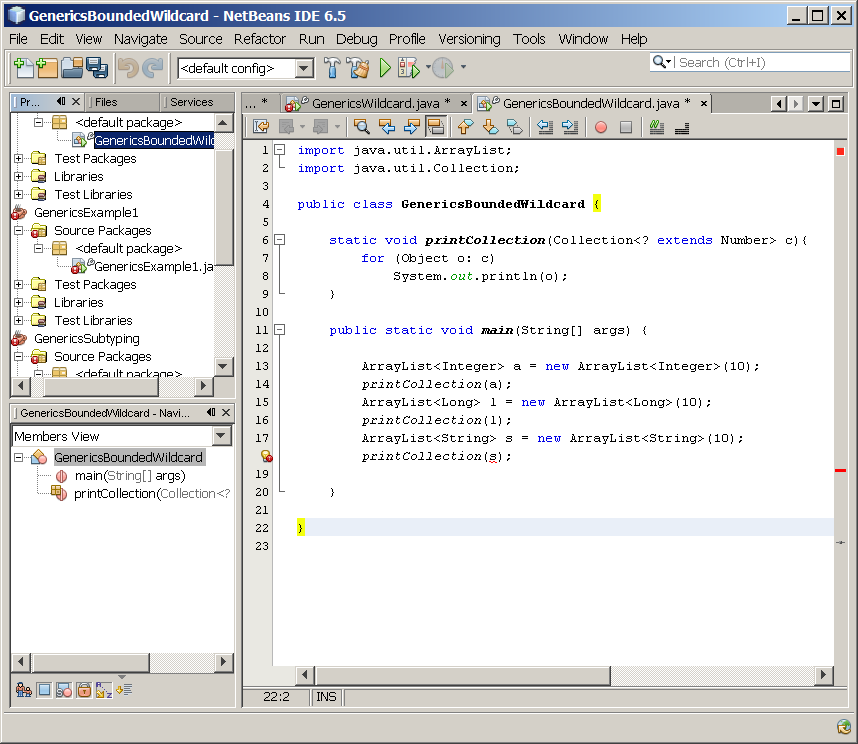 GenericsBoundedWildcard - NetBeans IDE 6.5
File Edit View Navigate Source Refactor Run Debug Profile Versioning Tools Window Help
<default config>
Search (Ctrl+I)
Pr... Files Services
<default package>
GenericsBoundedWild
Test Packages
Libraries
Test Libraries
GenericsExample1
Source Packages
<default package>
GenericsExample1.ja
Test Packages
Libraries
Test Libraries
GenericsSubtyping
Source Packages
<default package>
GenericsBoundedWildcard - Navi...
Members View
GenericsBoundedWildcard
main(String[] args)
printCollection(Collection<?
... * GenericsWildcard.java * GenericsBoundedWildcard.java *
1 import java.util.ArrayList;
2 import java.util.Collection;
3
4 public class GenericsBoundedWildcard {
5
6 static void printCollection(Collection<? extends Number> c){
7 for (Object o: c)
8 System.out.println(o);
9 }
10
11 public static void main(String[] args) {
12
13 ArrayList<Integer> a = new ArrayList<Integer>(10);
14 printCollection(a);
15 ArrayList<Long> l = new ArrayList<Long>(10);
16 printCollection(l);
17 ArrayList<String> s = new ArrayList<String>(10);
printCollection(s);
19
20 }
21
22 }
23
22:2 INS